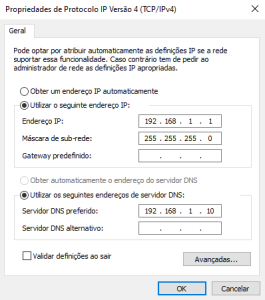 Propriedades de Protocolo IP Versão 4 (TCP/IPv4)
Geral
Pode optar por atribuir automaticamente as definições IP se a rede
suportar essa funcionalidade. Caso contrário tem de pedir ao
administrador de rede as definições IP apropriadas.
Obter um endereço IP automaticamente
Utilizar o seguinte endereço IP:
Endereço IP: 192 . 168 . 1 . 1
Máscara de sub-rede: 255 . 255 . 255 . 0
Gateway predefinido: . . .
Obter automaticamente o endereço do servidor DNS
Utilizar os seguintes endereços de servidor DNS:
Servidor DNS preferido: 192 . 168 . 1 . 10
Servidor DNS alternativo: . . .
Validar definições ao sair
Avançadas...
OK Cancelar